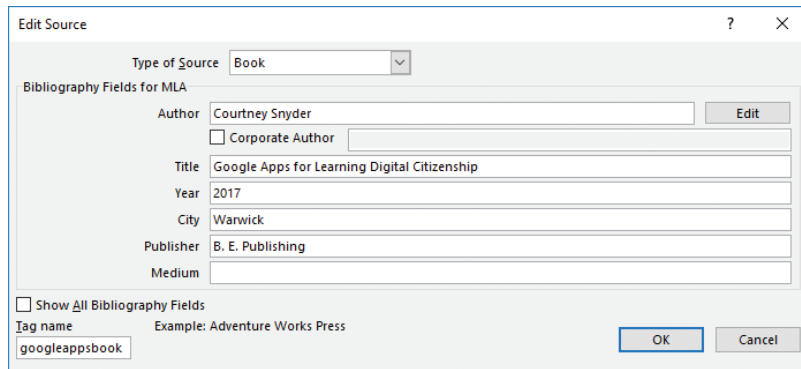 Edit Source
? ×
Type of Source Book
Bibliography Fields for MLA
Author Courtney Snyder Edit
Corporate Author
Title Google Apps for Learning Digital Citizenship
Year 2017
City Warwick
Publisher B. E. Publishing
Medium
Show All Bibliography Fields
Tag name Example: Adventure Works Press
googleappsbook OK Cancel